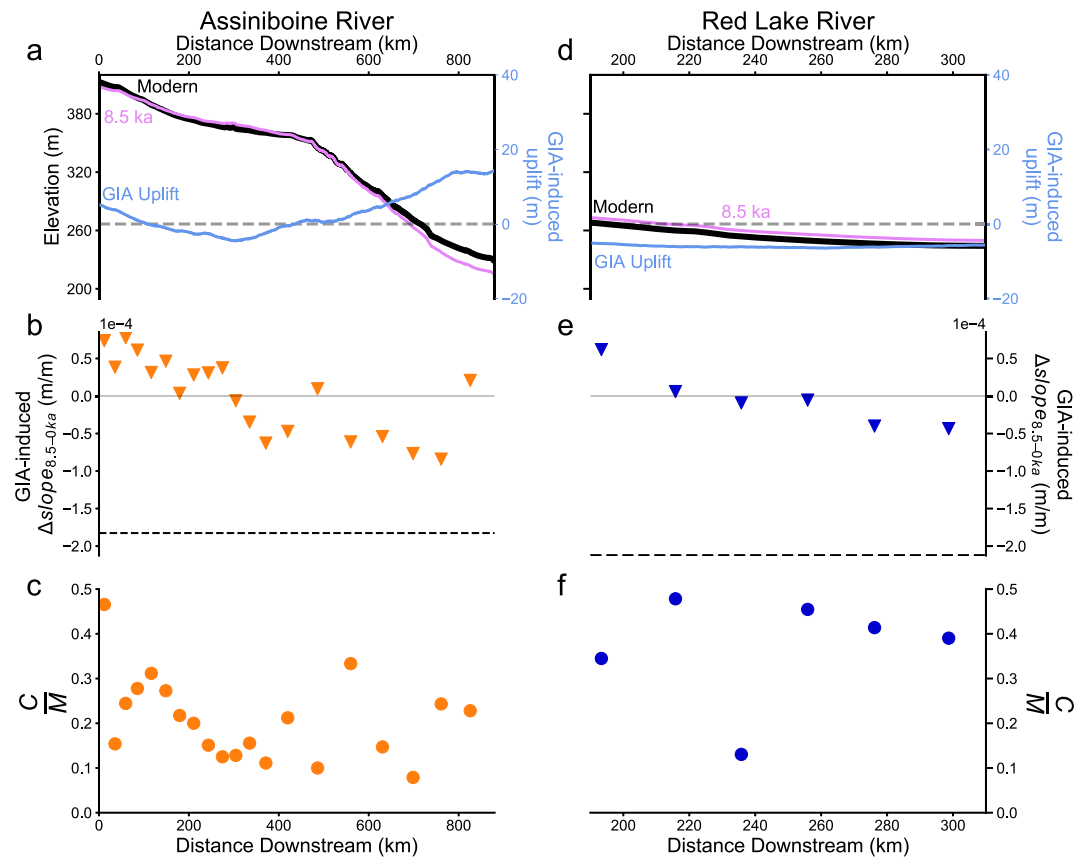 Assiniboine River
Distance Downstream (km)
a
0 200 400 600 800
Modern
8.5 ka
GIA Uplift
Elevation (m)
380
320
260
200
40
20
0
−20
GIA-induced
uplift (m)
Red Lake River
Distance Downstream (km)
d
200 220 240 260 280 300
Modern
8.5 ka
GIA Uplift
40
20
0
−20
GIA-induced
uplift (m)
b
1e−4
0.5
0.0
−0.5
−1.0
−1.5
−2.0
GIA-induced
Δslope8.5−0ka (m/m)
e
1e−4
0.5
0.0
−0.5
−1.0
−1.5
−2.0
GIA-induced
Δslope8.5−0ka (m/m)
c
0.5
0.4
0.3
0.2
0.1
0.0
C
M
0 200 400 600 800
Distance Downstream (km)
f
0.5
0.4
0.3
0.2
0.1
0.0
C
M
200 220 240 260 280 300
Distance Downstream (km)